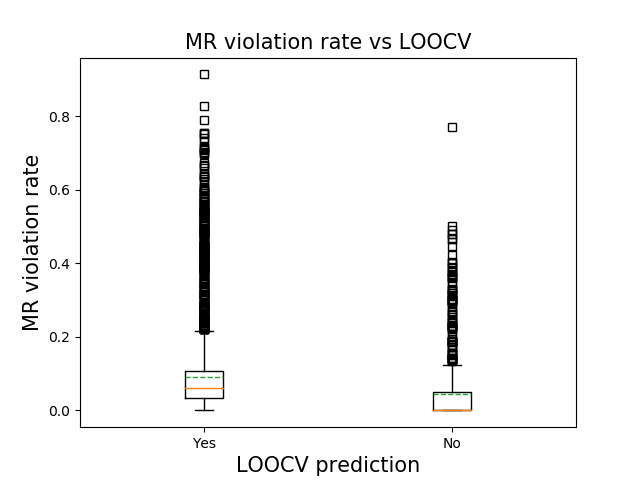 MR violation rate vs LOOCV
MR violation rate
0.8
0.6
0.4
0.2
0.0
Yes
No
LOOCV prediction